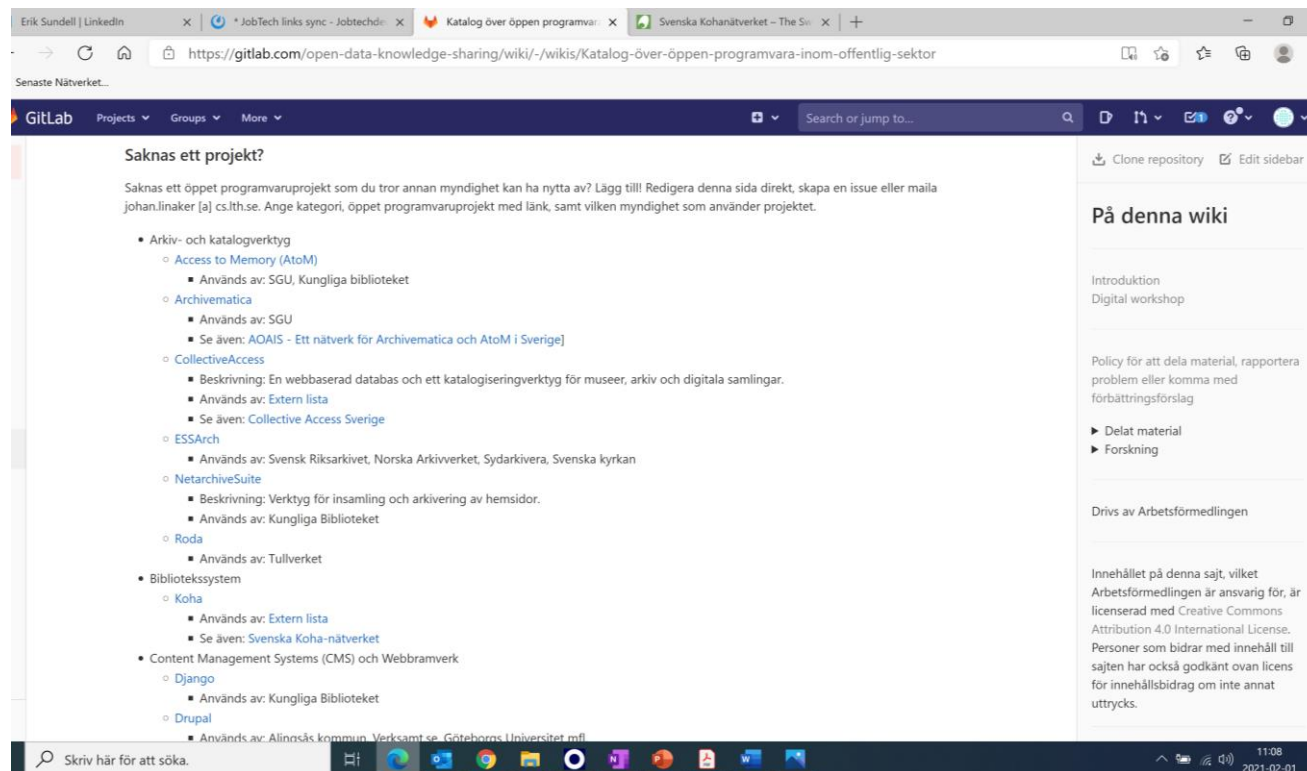 Erik Sundell | LinkedIn
* JobTech links sync - Jobtechde
Katalog över öppen programvar
Svenska Kohanätverket – The Sw
https://gitlab.com/open-data-knowledge-sharing/wiki/-/wikis/Katalog-över-öppen-programvara-inom-offentlig-sektor
Senaste Nätverket...
GitLab Projects Groups More Search or jump to... 1
Saknas ett projekt?
Saknas ett öppet programvaruprojekt som du tror annan myndighet kan ha nytta av? Lägg till! Redigera denna sida direkt, skapa en issue eller maila
johan.linaker [a] cs.lth.se. Ange kategori, öppet programvaruprojekt med länk, samt vilken myndighet som använder projektet.
• Arkiv- och katalogverktyg
◦ Access to Memory (AtoM)
▪ Används av: SGU, Kungliga biblioteket
◦ Archivematica
▪ Används av: SGU
▪ Se även: AOAIS - Ett nätverk för Archivematica och AtoM i Sverige]
◦ CollectiveAccess
▪ Beskrivning: En webbaserad databas och ett katalogiseringverktyg för museer, arkiv och digitala samlingar.
▪ Används av: Extern lista
▪ Se även: Collective Access Sverige
◦ ESSArch
▪ Används av: Svensk Riksarkivet, Norska Arkivverket, Sydarkivera, Svenska kyrkan
◦ NetarchiveSuite
▪ Beskrivning: Verktyg för insamling och arkivering av hemsidor.
▪ Används av: Kungliga Biblioteket
◦ Roda
▪ Används av: Tullverket
• Bibliotekssystem
◦ Koha
▪ Används av: Extern lista
▪ Se även: Svenska Koha-nätverket
• Content Management Systems (CMS) och Webbramverk
◦ Django
▪ Används av: Kungliga Biblioteket
◦ Drupal
▪ Används av: Alingsås kommun, Verksamt.se, Göteborgs Universitet mfl
Clone repository Edit sidebar
På denna wiki
Introduktion
Digital workshop
Policy för att dela material, rapportera
problem eller komma med
förbättringsförslag
▶ Delat material
▶ Forskning
Drivs av Arbetsförmedlingen
Innehållet på denna sajt, vilket
Arbetsförmedlingen är ansvarig för, är
licenserad med Creative Commons
Attribution 4.0 International License.
Personer som bidrar med innehåll till
sajten har också godkänt ovan licens
för innehållsbidrag om inte annat
uttrycks.
Skriv här för att söka.
11:08
2021-02-01